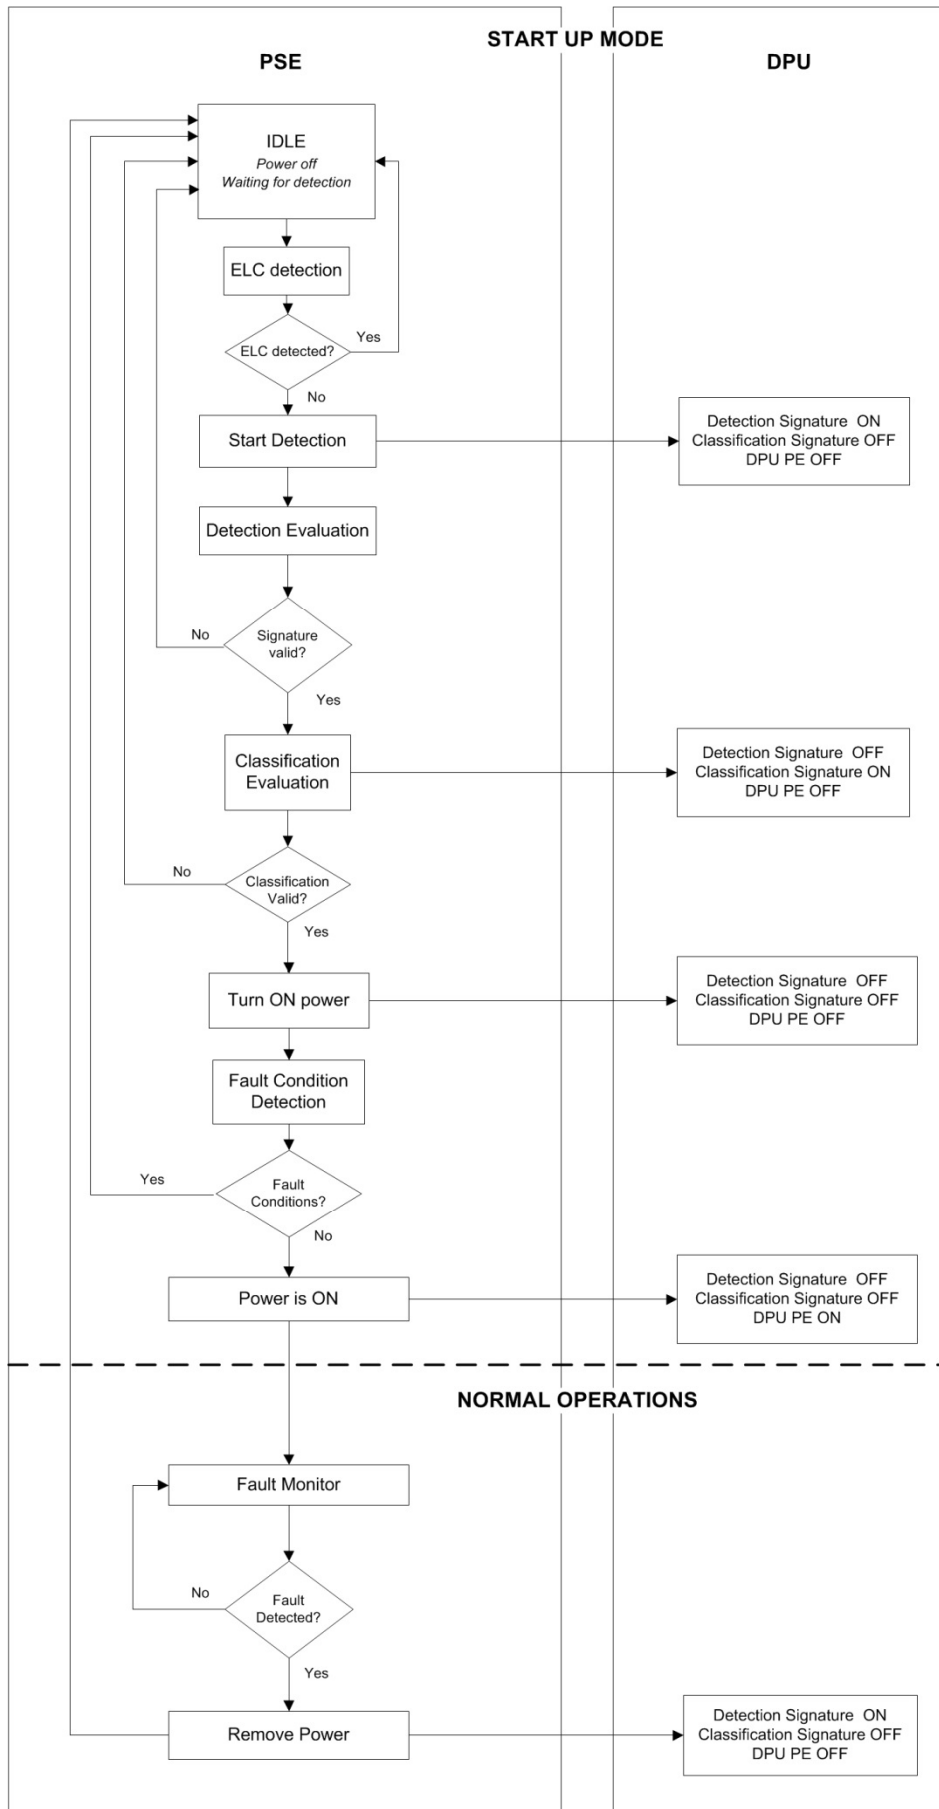 START UP MODE
PSE
DPU
IDLE
Power off
Waiting for detection
ELC detection
ELC detected?
Yes
No
Start Detection
Detection Signature ON
Classification Signature OFF
DPU PE OFF
Detection Evaluation
Signature
valid?
No
Yes
Classification
Evaluation
Detection Signature OFF
Classification Signature ON
DPU PE OFF
Classification
Valid?
No
Yes
Turn ON power
Detection Signature OFF
Classification Signature OFF
DPU PE OFF
Fault Condition
Detection
Fault
Conditions?
Yes
No
Power is ON
Detection Signature OFF
Classification Signature OFF
DPU PE ON
NORMAL OPERATIONS
Fault Monitor
Fault
Detected?
No
Yes
Remove Power
Detection Signature ON
Classification Signature OFF
DPU PE OFF